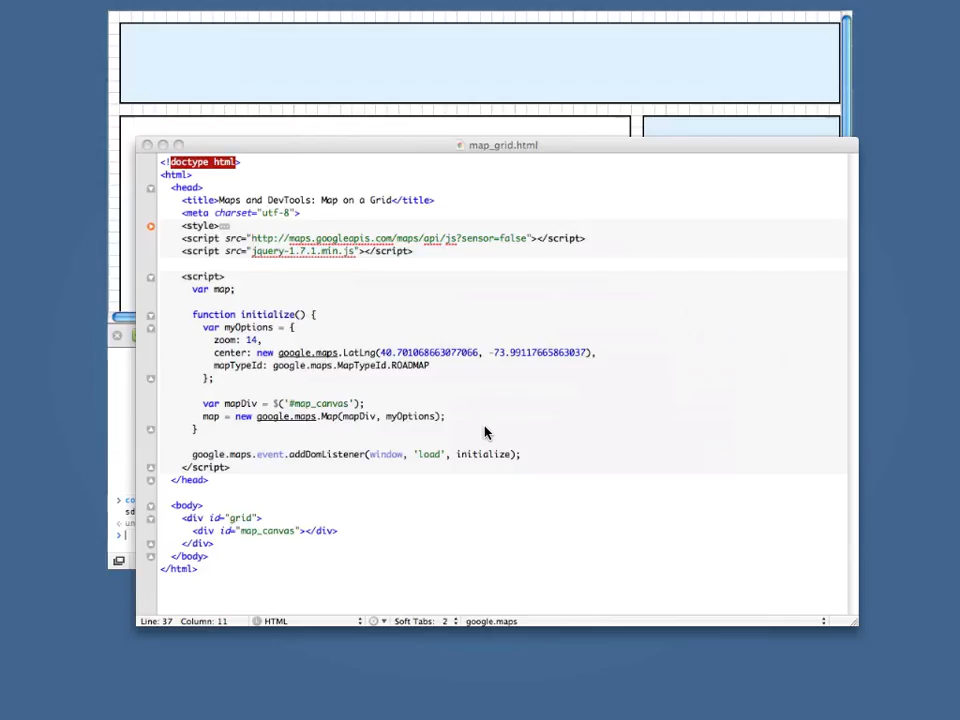 map_grid.html
<!doctype html>
<html>
<head>
<title>Maps and DevTools: Map on a Grid</title>
<meta charset="utf-8">
<style>
<script src="http://maps.googleapis.com/maps/api/js?sensor=false"></script>
<script src="jquery-1.7.1.min.js"></script>
<script>
var map;
function initialize() {
var myOptions = {
zoom: 14,
center: new google.maps.LatLng(40.701068663077066, -73.99117665863037),
mapTypeId: google.maps.MapTypeId.ROADMAP
};
var mapDiv = $('#map_canvas');
map = new google.maps.Map(mapDiv, myOptions);
}
google.maps.event.addDomListener(window, 'load', initialize);
</script>
</head>
<body>
<div id="grid">
<div id="map_canvas"></div>
</div>
</body>
</html>
> co
sd
un
>
Line: 37 Column: 11 HTML Soft Tabs: 2 google.maps